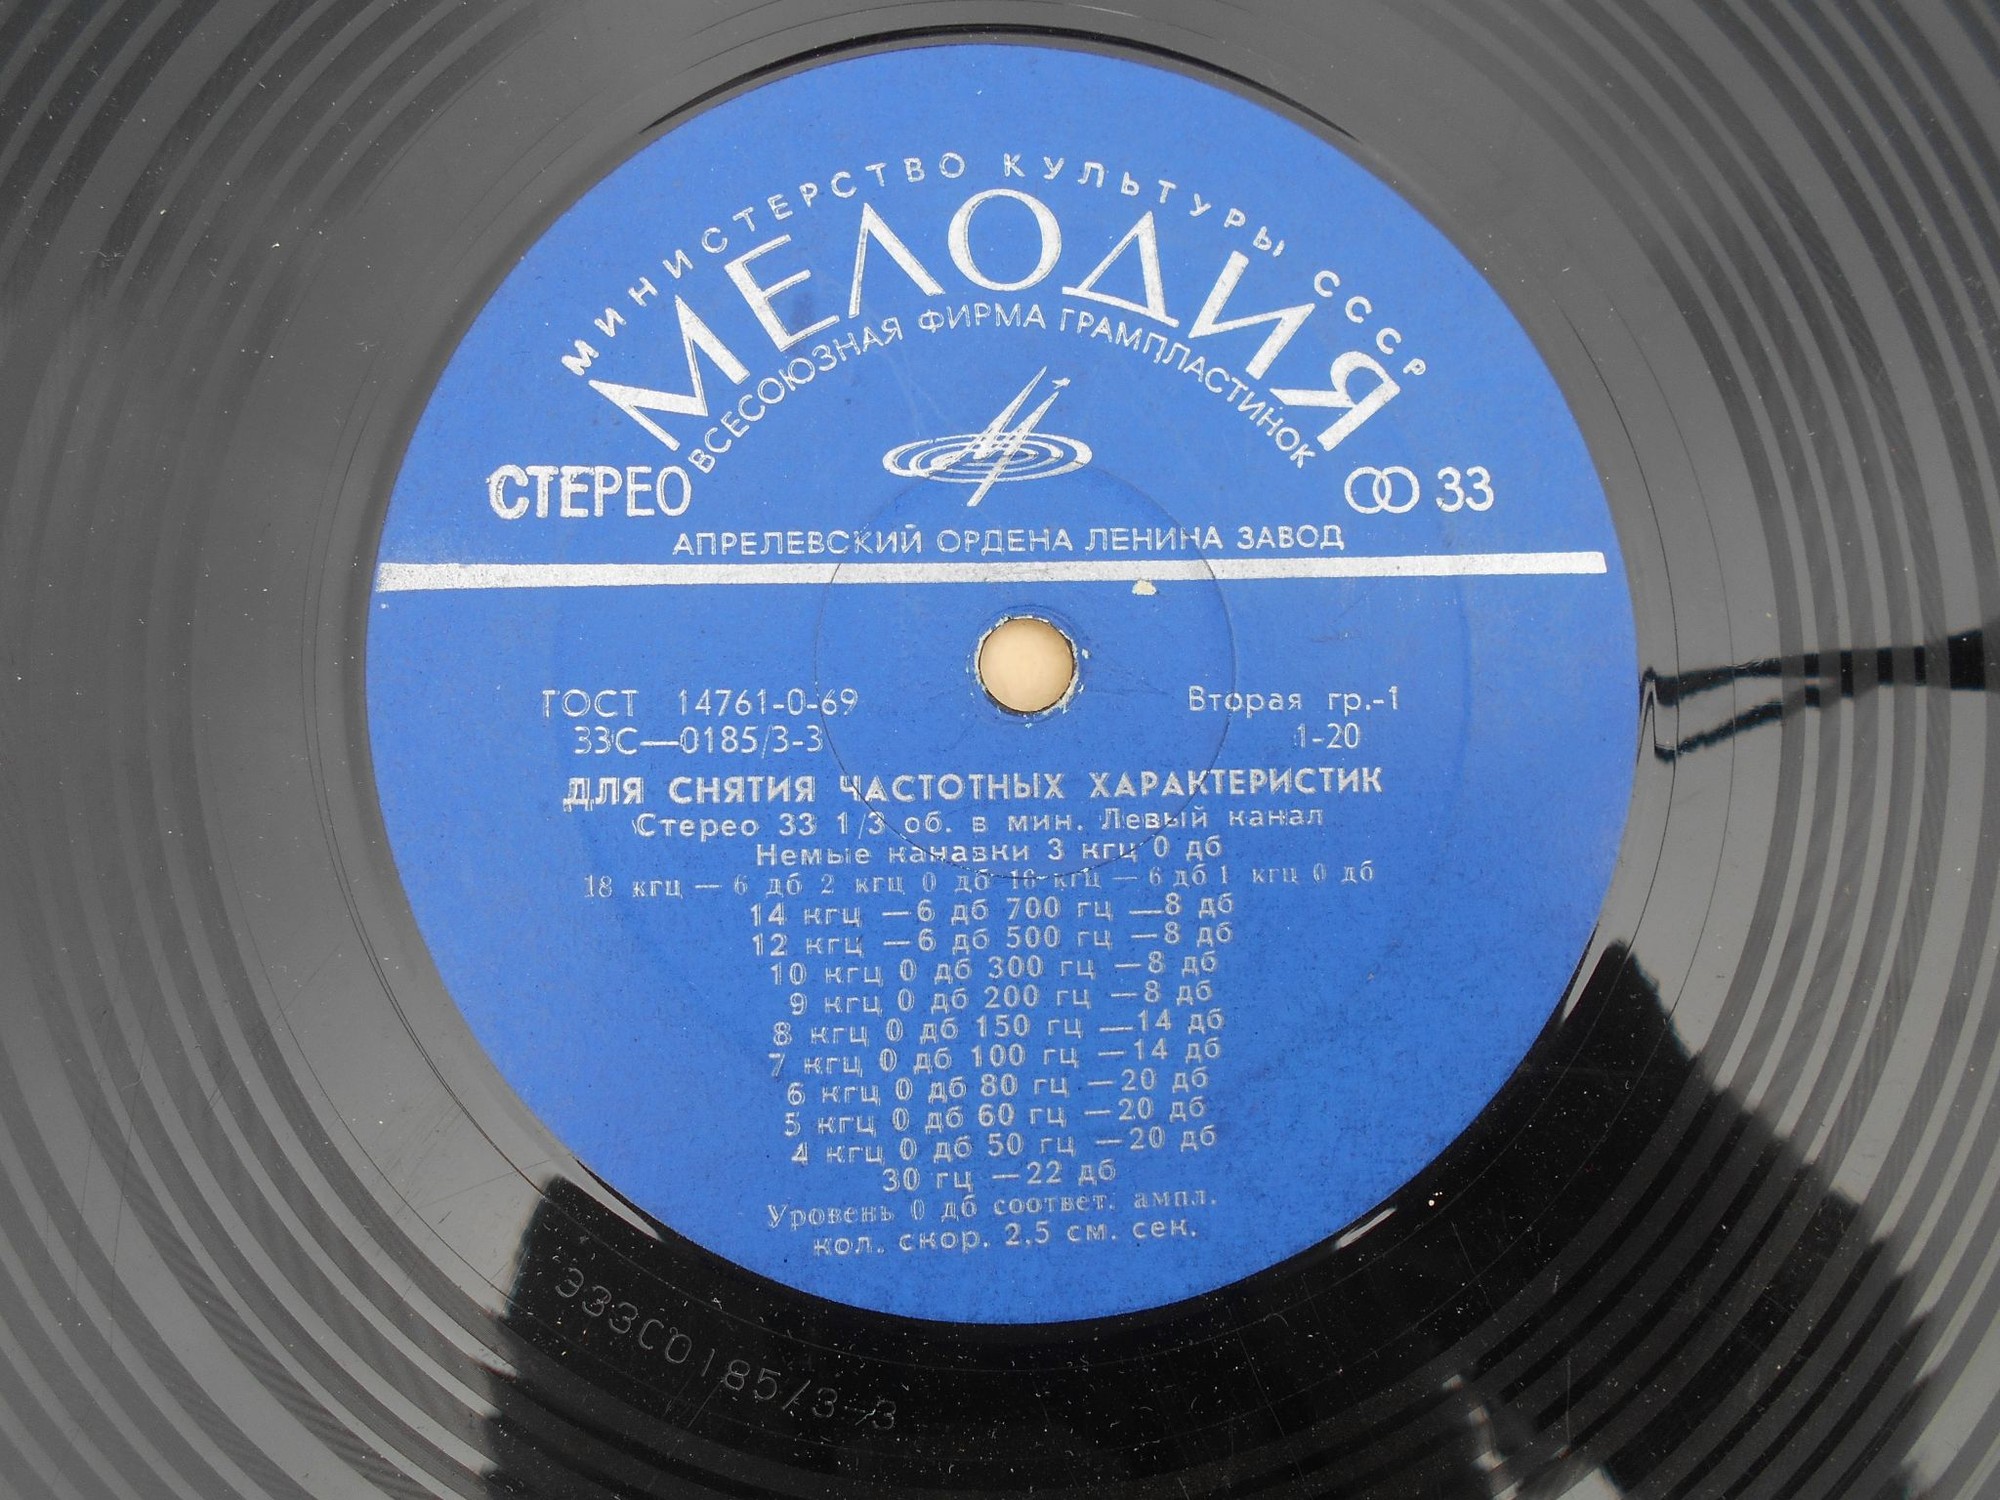 МИНИСТЕРСТВО КУЛЬТУРЫ СССР
МЕЛОДИЯ
ВСЕСОЮЗНАЯ ФИРМА ГРАМПЛАСТИНОК
СТЕРЕО 33
АПРЕЛЕВСКИЙ ОРДЕНА ЛЕНИНА ЗАВОД
ГОСТ 14761-0-69 Вторая гр.-1
33С—0185/3-3 1-20
ДЛЯ СНЯТИЯ ЧАСТОТНЫХ ХАРАКТЕРИСТИК
Стерео 33 1/3 об. в мин. Левый канал
Немые канавки 3 кгц 0 дб
18 кгц — 6 дб 2 кгц 0 дб 16 кгц — 6 дб 1 кгц 0 дб
14 кгц —6 дб 700 гц —8 дб
12 кгц —6 дб 500 гц —8 дб
10 кгц 0 дб 300 гц —8 дб
9 кгц 0 дб 200 гц —8 дб
8 кгц 0 дб 150 гц —14 дб
7 кгц 0 дб 100 гц —14 дб
6 кгц 0 дб 80 гц —20 дб
5 кгц 0 дб 60 гц —20 дб
4 кгц 0 дб 50 гц —20 дб
30 гц —22 дб
Уровень 0 дб соответ. ампл.
кол. скор. 2,5 см. сек.
Э33С0185/3-3